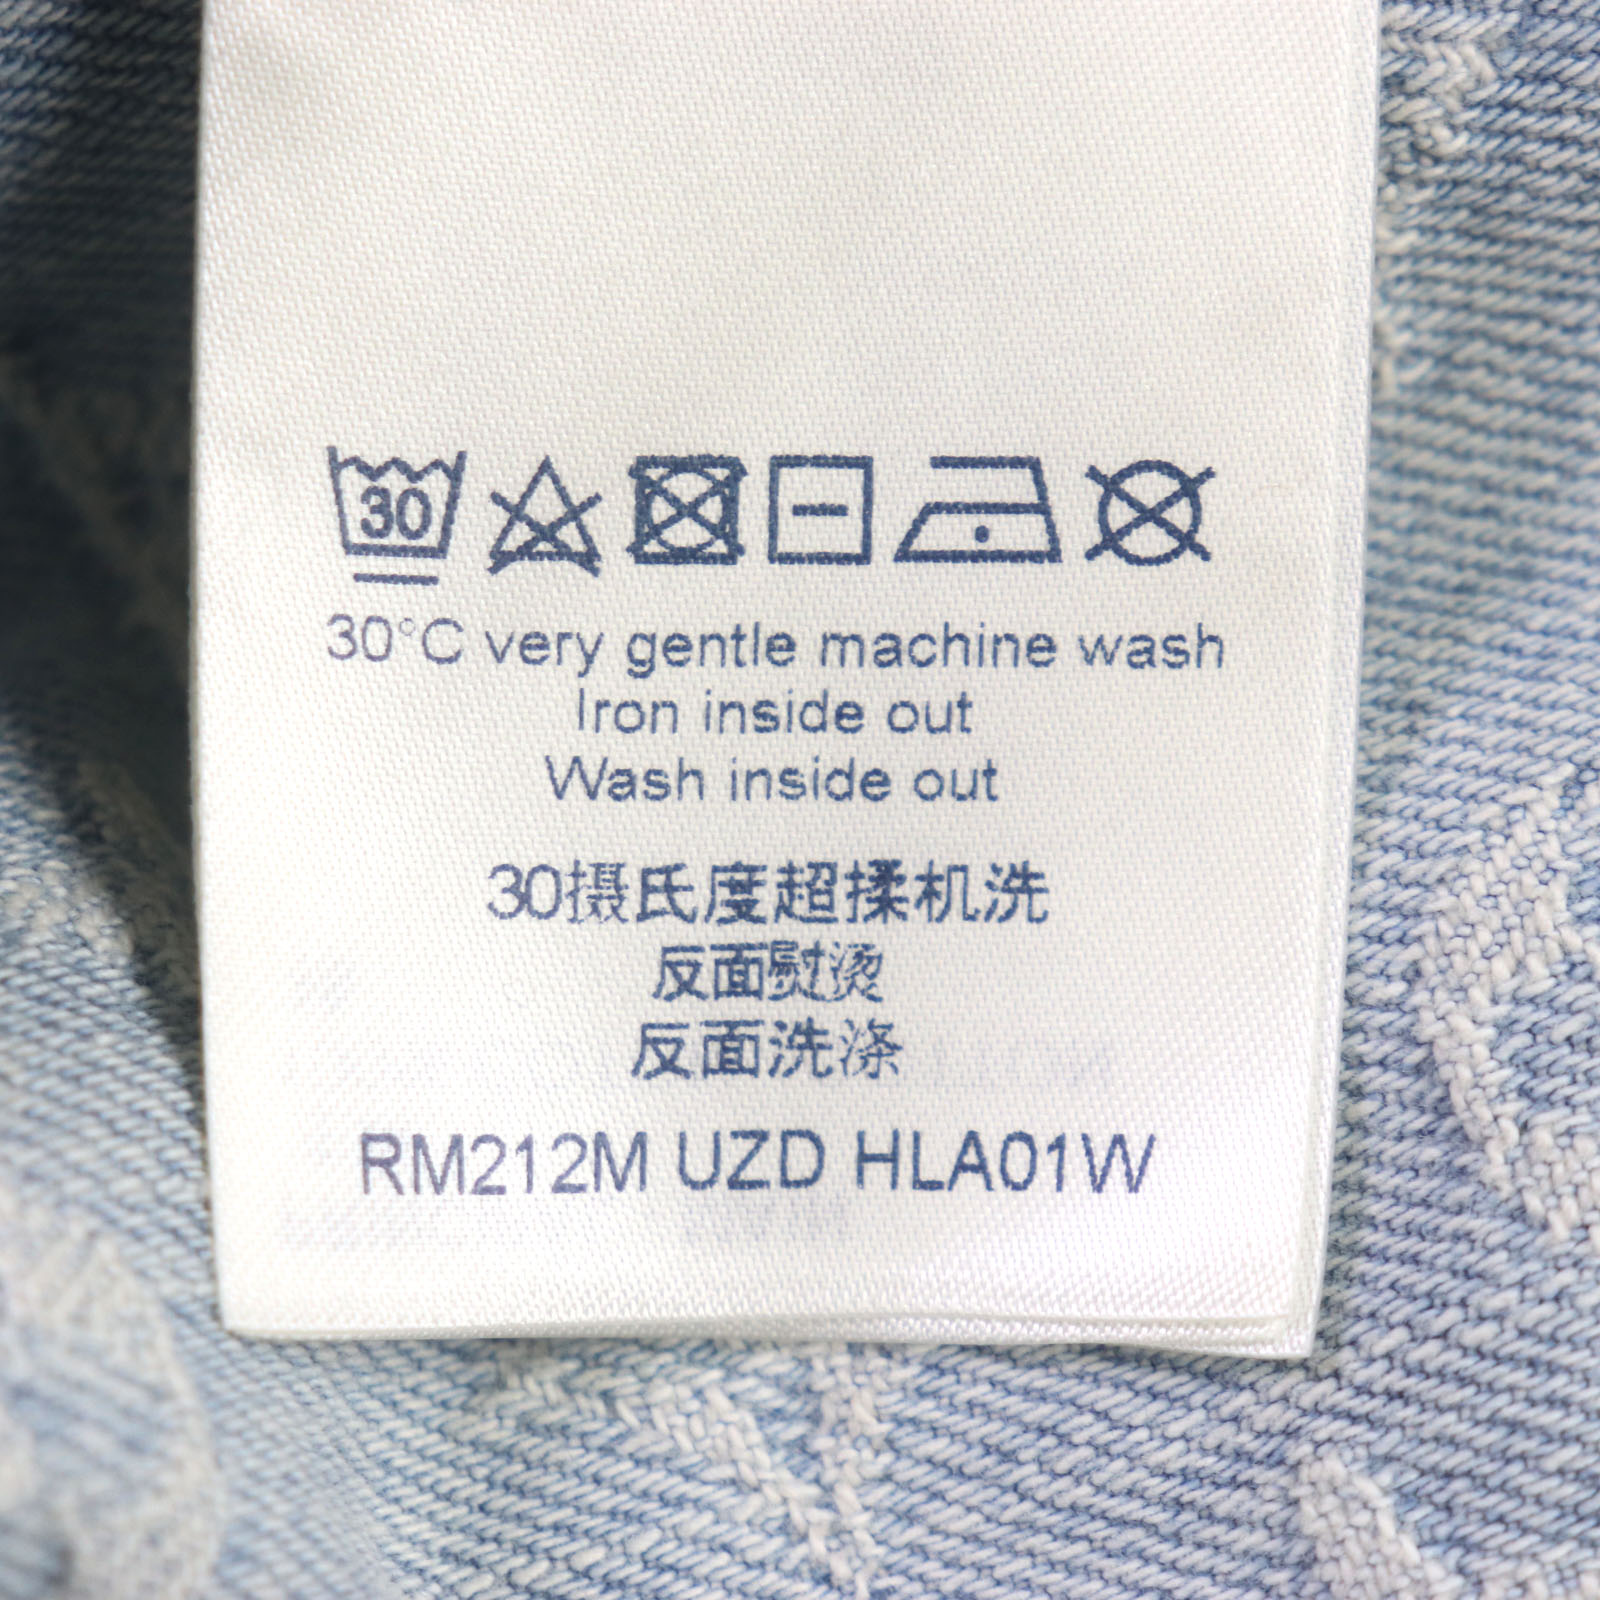 30
30°C very gentle machine wash
Iron inside out
Wash inside out
30摄氏度超揉机洗
反面熨烫
反面洗涤
RM212M UZD HLA01W